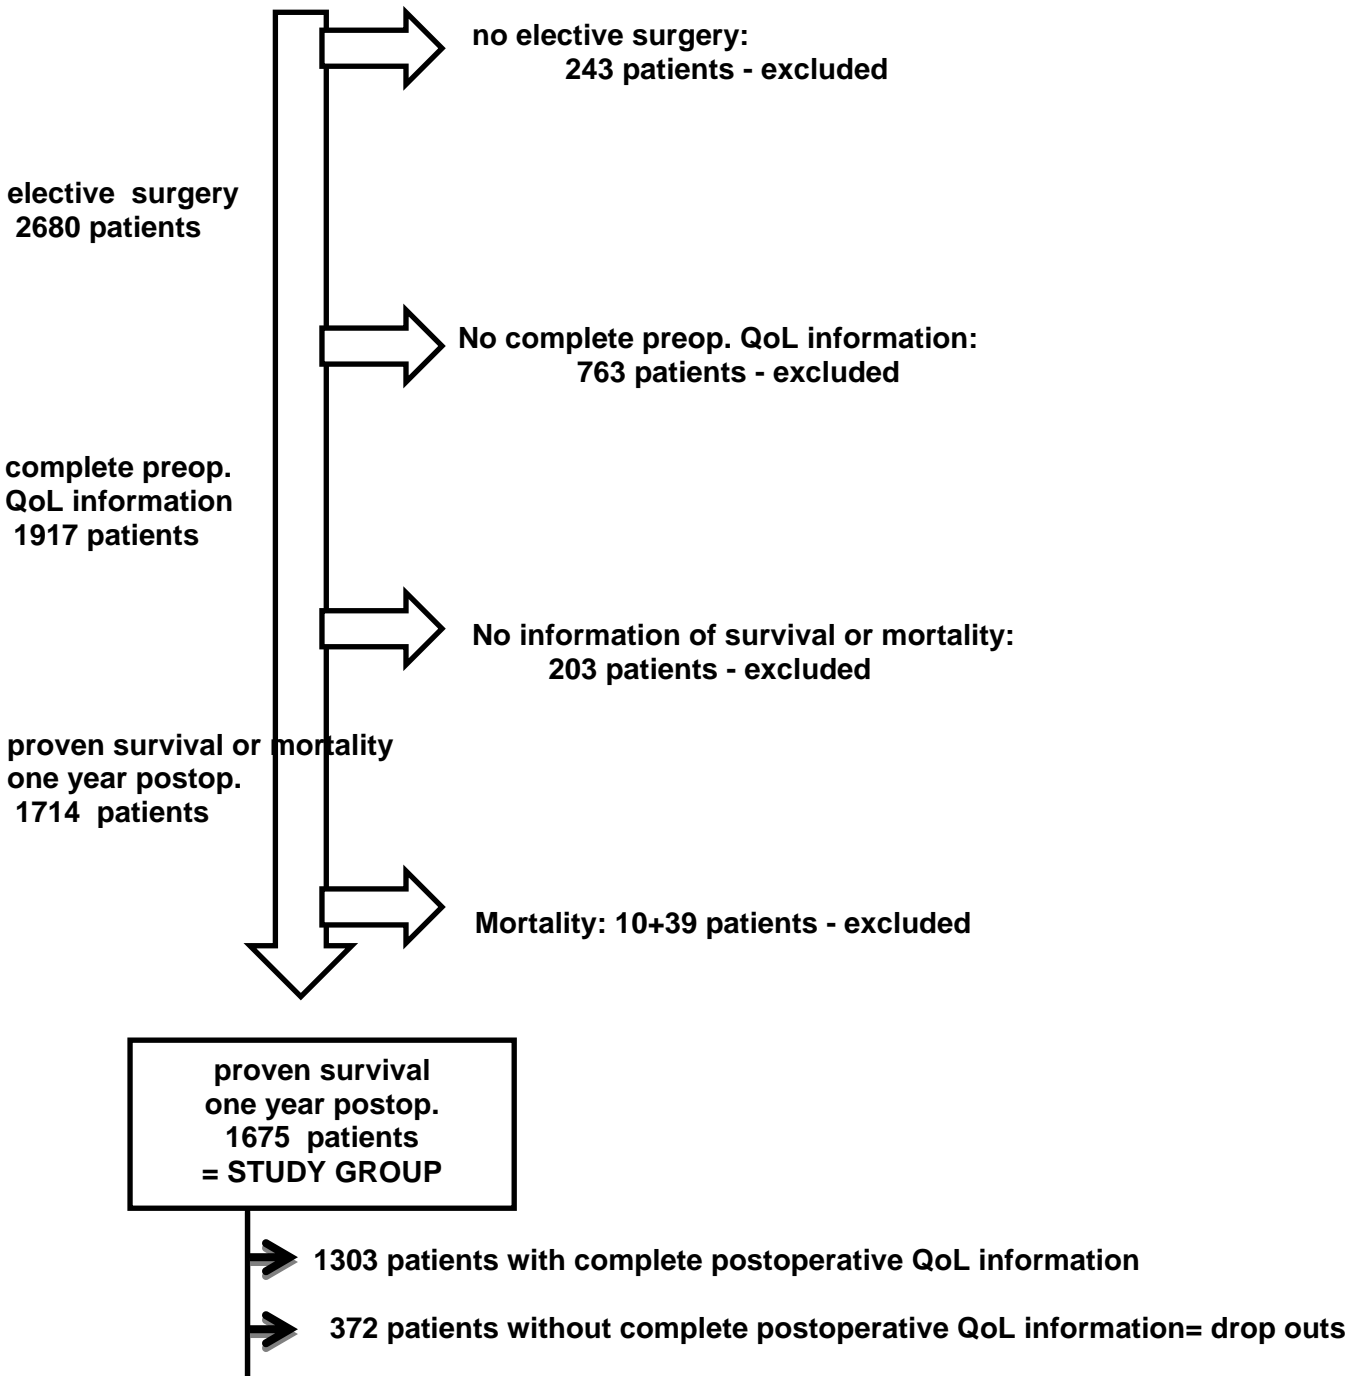 no elective surgery:
243 patients - excluded
elective surgery
2680 patients
No complete preop. QoL information:
763 patients - excluded
complete preop.
QoL information
1917 patients
No information of survival or mortality:
203 patients - excluded
proven survival or mortality
one year postop.
1714 patients
Mortality: 10+39 patients - excluded
proven survival
one year postop.
1675 patients
= STUDY GROUP
1303 patients with complete postoperative QoL information
372 patients without complete postoperative QoL information= drop outs